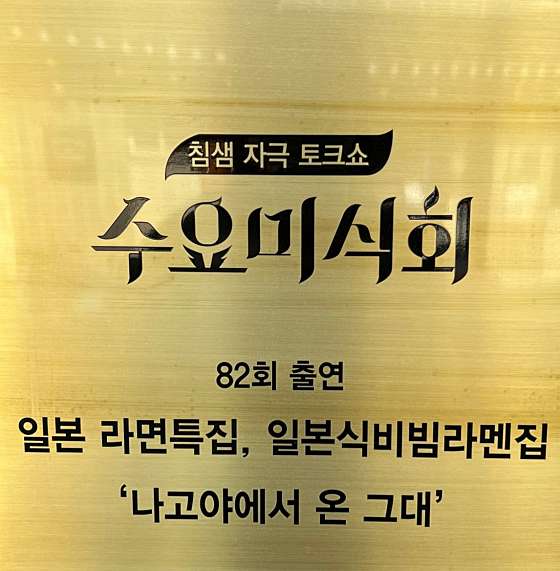 침샘 자극 토크쇼
수요미식회
82회 출연
일본 라면특집, 일본식비빔라멘집
‘나고야에서 온 그대’